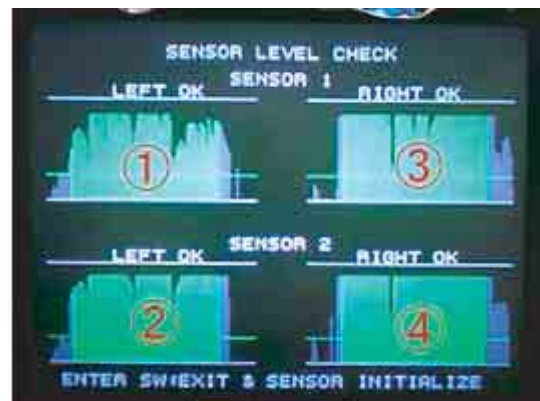 SENSOR LEVEL CHECK
SENSOR 1
LEFT OK RIGHT OK
① ③
SENSOR 2
LEFT OK RIGHT OK
② ④
ENTER SW:EXIT & SENSOR INITIALIZE